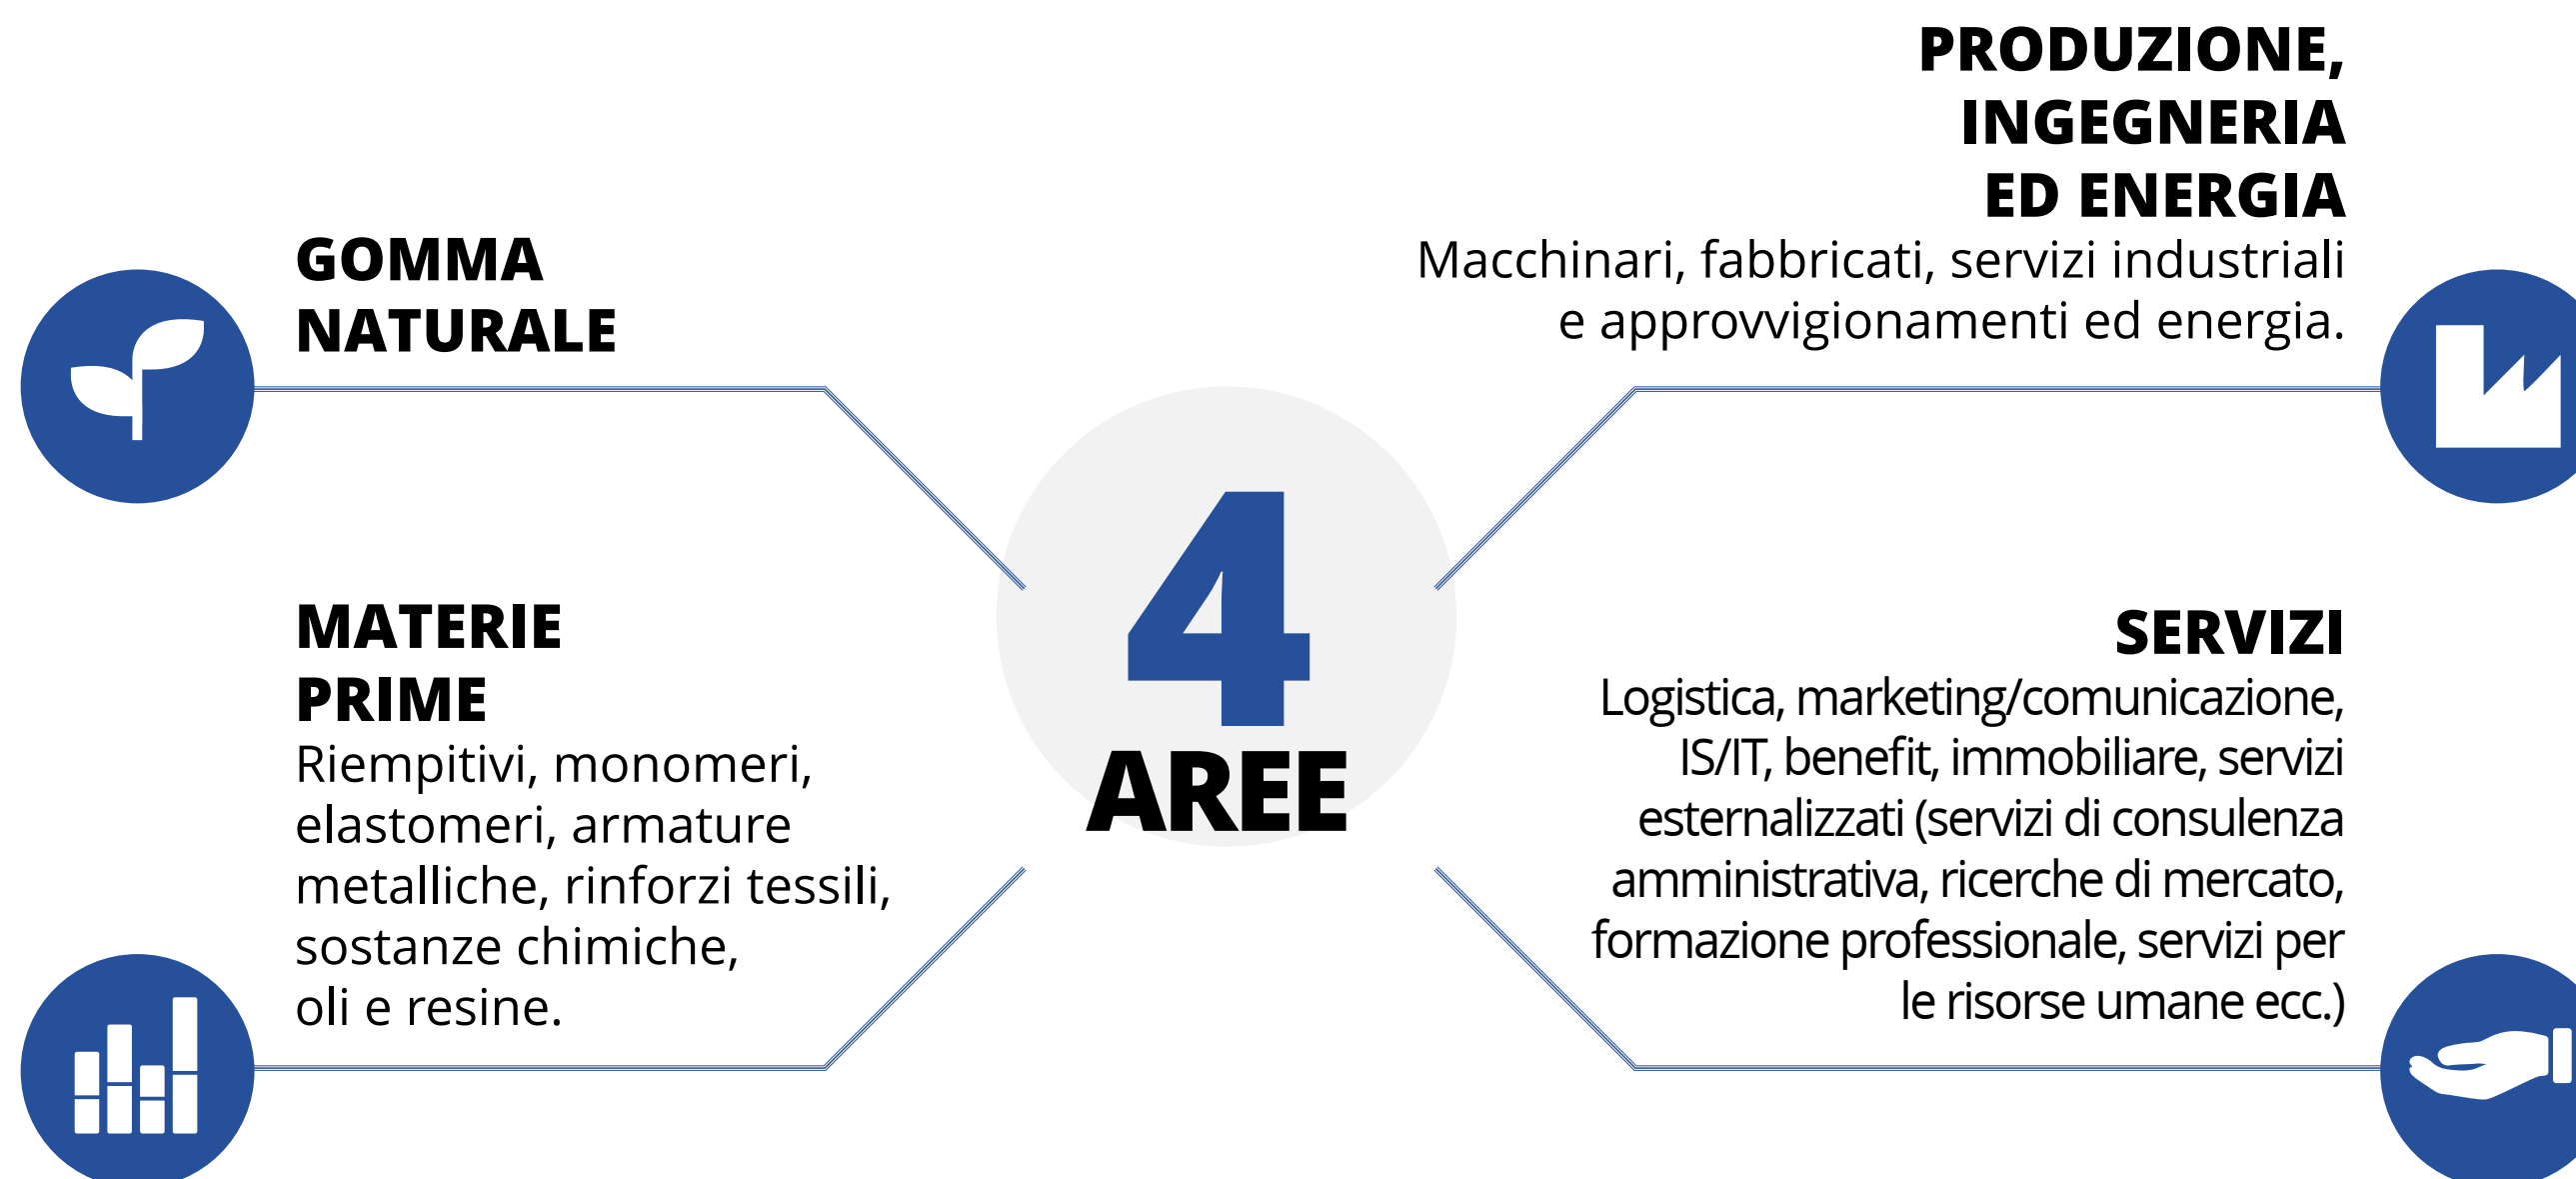 GOMMA
NATURALE
PRODUZIONE,
INGEGNERIA
ED ENERGIA
Macchinari, fabbricati, servizi industriali
e approvvigionamenti ed energia.
4
AREE
MATERIE
PRIME
Riempitivi, monomeri,
elastomeri, armature
metalliche, rinforzi tessili,
sostanze chimiche,
oli e resine.
SERVIZI
Logistica, marketing/comunicazione,
IS/IT, benefit, immobiliare, servizi
esternalizzati (servizi di consulenza
amministrativa, ricerche di mercato,
formazione professionale, servizi per
le risorse umane ecc.)